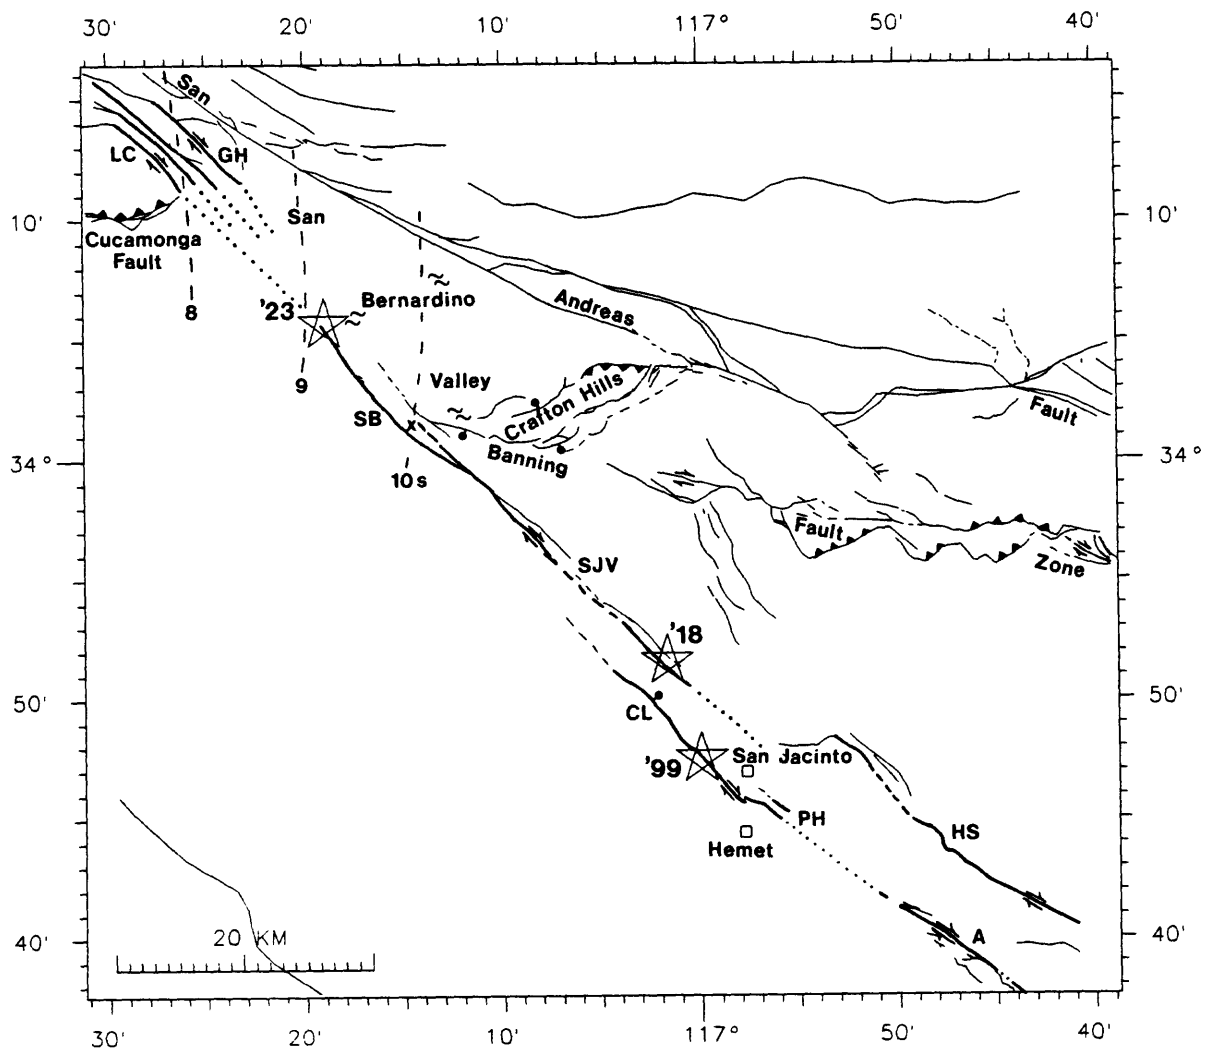 30' 20' 10' 117° 50' 40'
San
LC GH
San
10' 10'
Cucamonga
Fault
8
'23 Bernardino
Andreas
9
Valley
Crafton Hills
SB
Fault
Banning
34° 34°
10s
Fault
SJV
Zone
'18
50' 50'
CL
San Jacinto
'99
PH
HS
Hemet
A
20 KM
40' 40'
30' 20' 10' 117° 50' 40'